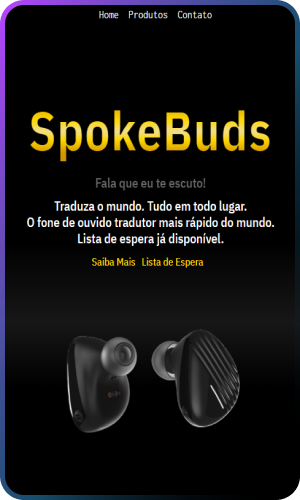 Home Produtos Contato
SpokeBuds
Fala que eu te escuto!
Traduza o mundo. Tudo em todo lugar.
O fone de ouvido tradutor mais rápido do mundo.
Lista de espera já disponível.
Saiba Mais Lista de Espera